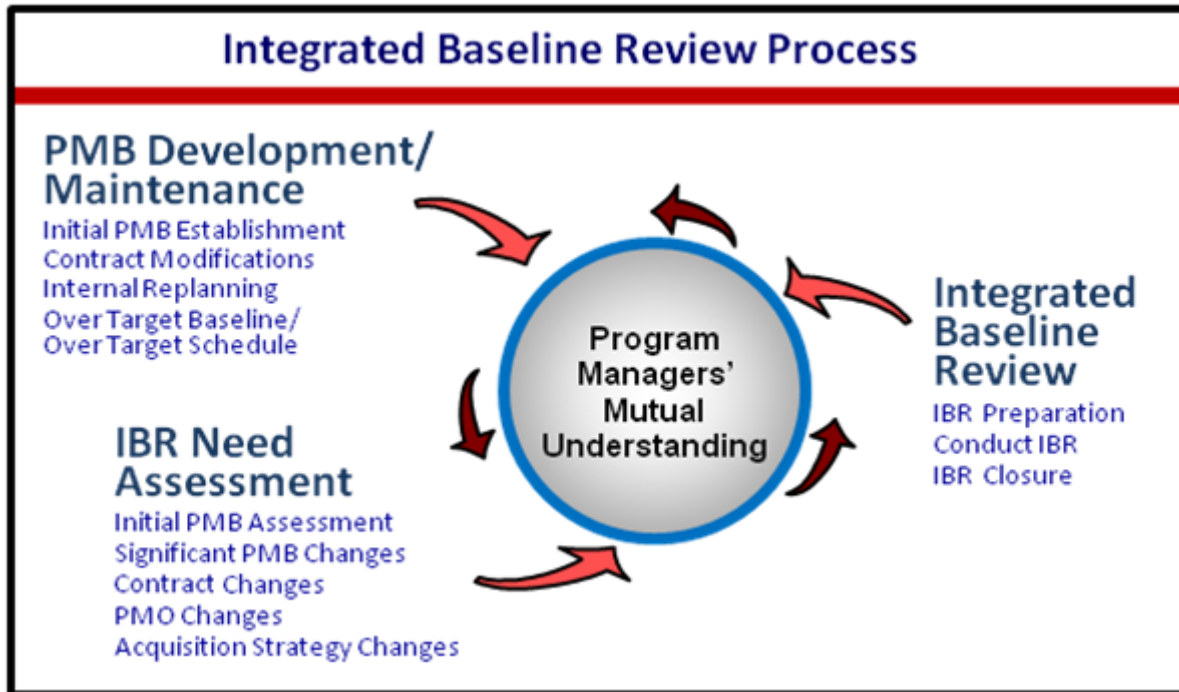 Integrated Baseline Review Process
PMB Development/
Maintenance
Initial PMB Establishment
Contract Modifications
Internal Replanning
Over Target Baseline/
Over Target Schedule
IBR Need
Assessment
Initial PMB Assessment
Significant PMB Changes
Contract Changes
PMO Changes
Acquisition Strategy Changes
Program
Managers’
Mutual
Understanding
Integrated
Baseline
Review
IBR Preparation
Conduct IBR
IBR Closure